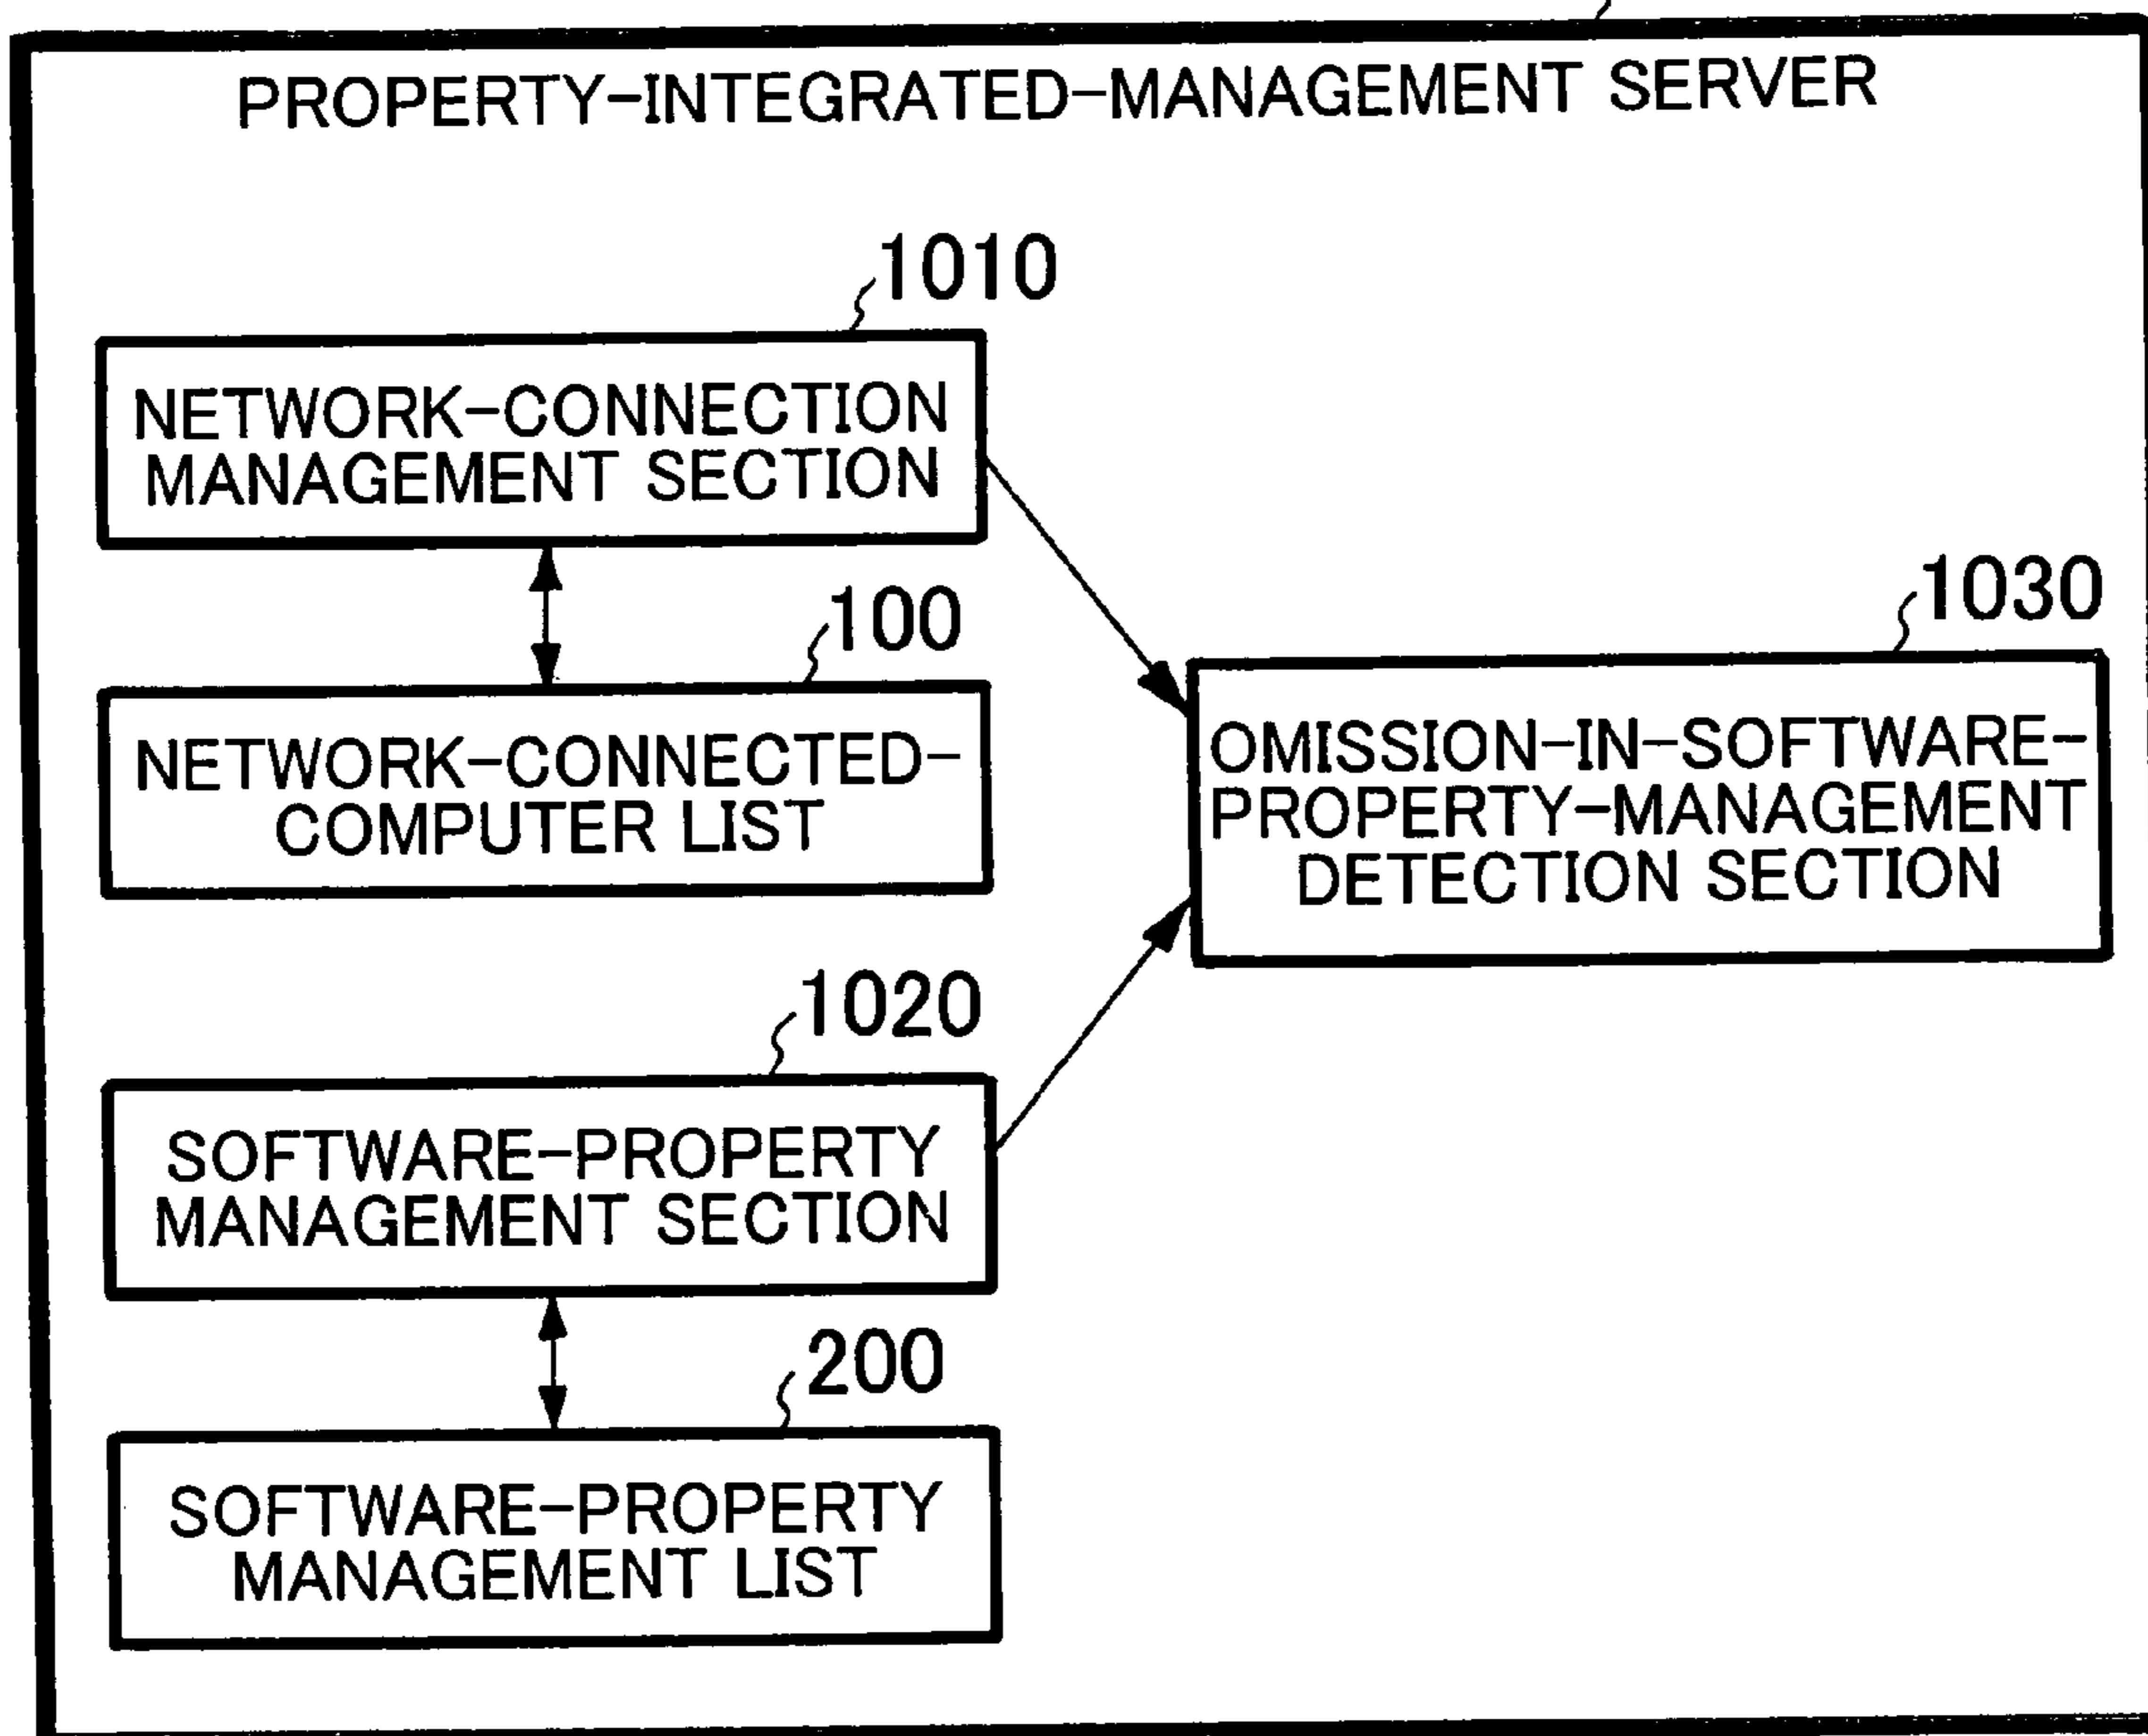 PROPERTY-INTEGRATED-MANAGEMENT SERVER
1010
NETWORK-CONNECTION
MANAGEMENT SECTION
100
NETWORK-CONNECTED-
COMPUTER LIST
1030
OMISSION-IN-SOFTWARE-
PROPERTY-MANAGEMENT
DETECTION SECTION
1020
SOFTWARE-PROPERTY
MANAGEMENT SECTION
200
SOFTWARE-PROPERTY
MANAGEMENT LIST